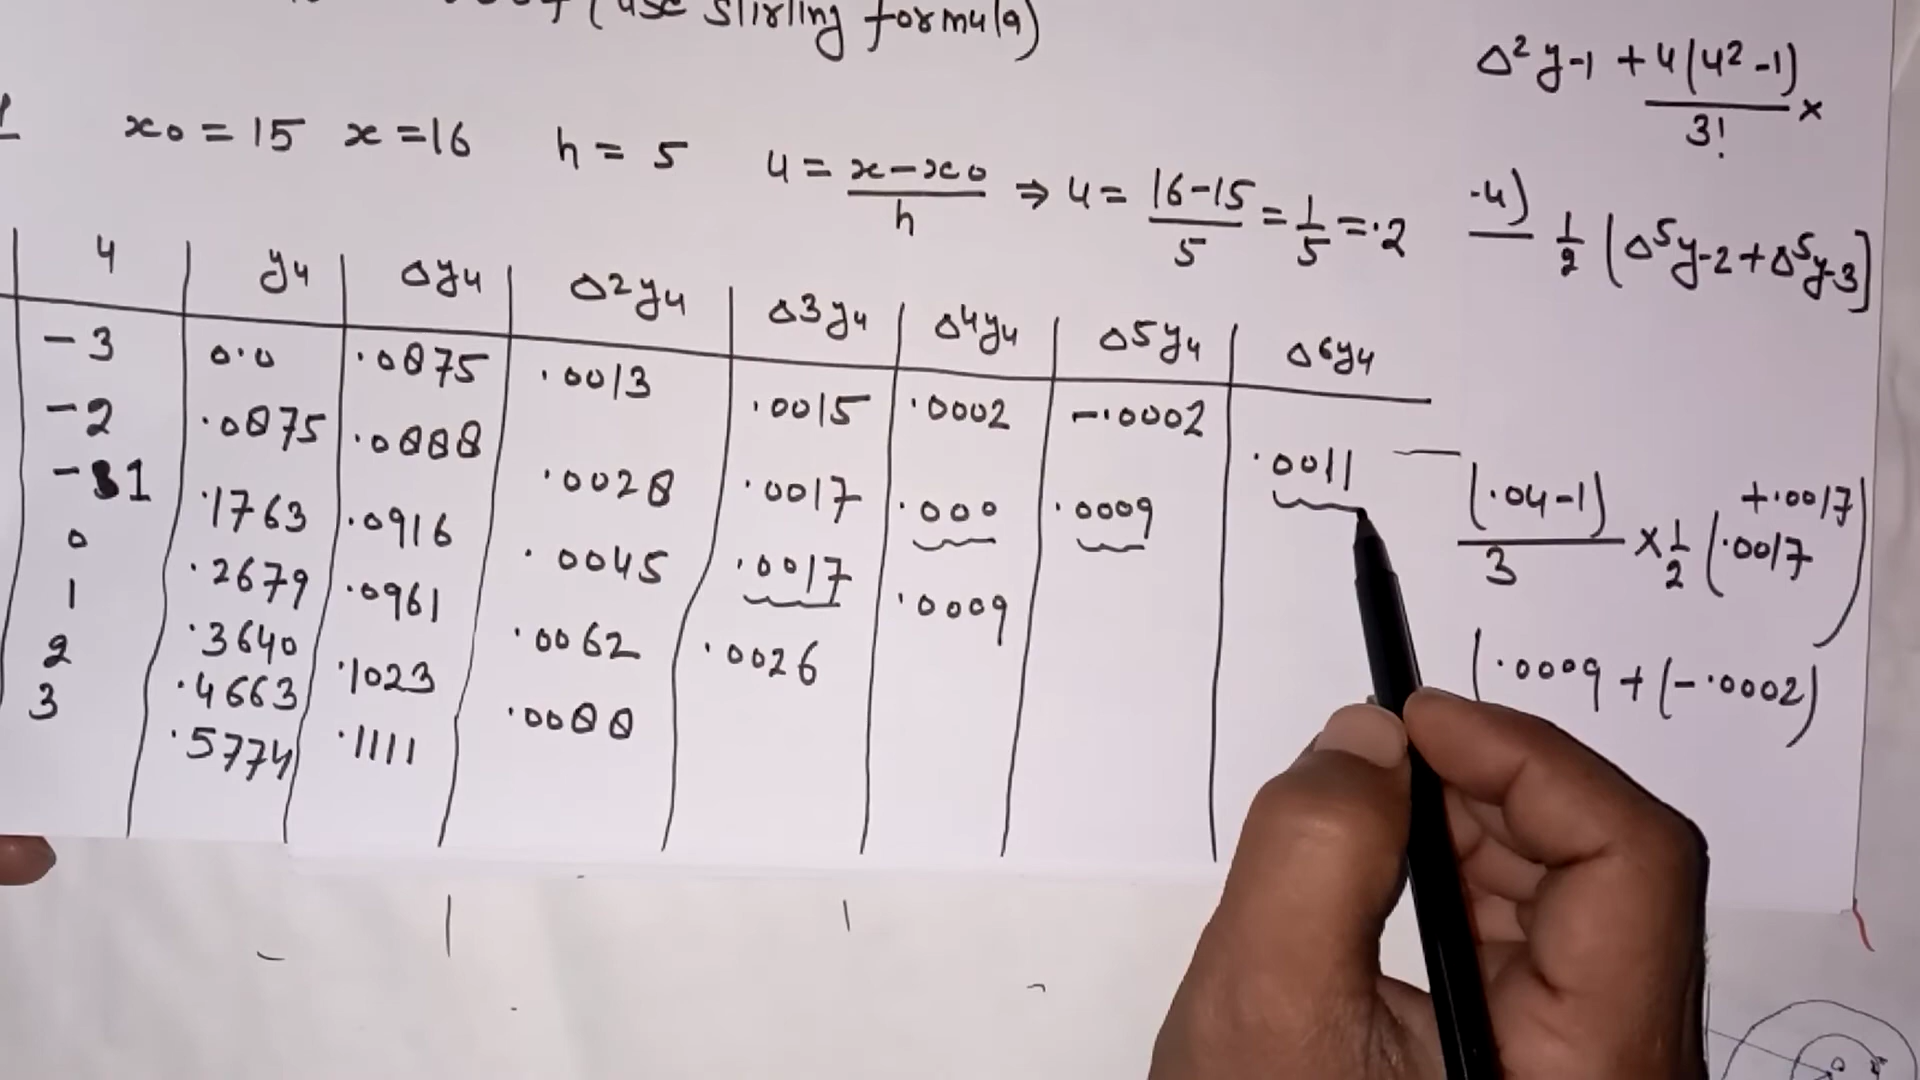 (use stirling formula)
x₀ = 15 x = 16 h = 5 u = x-x₀/h ⇒ u = 16-15/5 = 1/5 = .2
u yu Δyu Δ2yu Δ3yu Δ4yu Δ5yu Δ6yu
-3 0.0 .0875 .0013 .0015 .0002 -.0002 .0011
-2 .0875 .0888 .0028 .0017 .000 .0009
-1 .1763 .0916 .0045 .0017 .0009
0 .2679 .0961 .0062 .0026
1 .3640 .1023 .0088
2 .4663 .1111
3 .5774
Δ²y-1 + u(u²-1)/3! ×
-4) 1/2 (Δ⁵y-2 + Δ⁵y-3]
(.04-1)/3 × 1/2 (.0017 +.0017)
(.0009 + (-.0002)